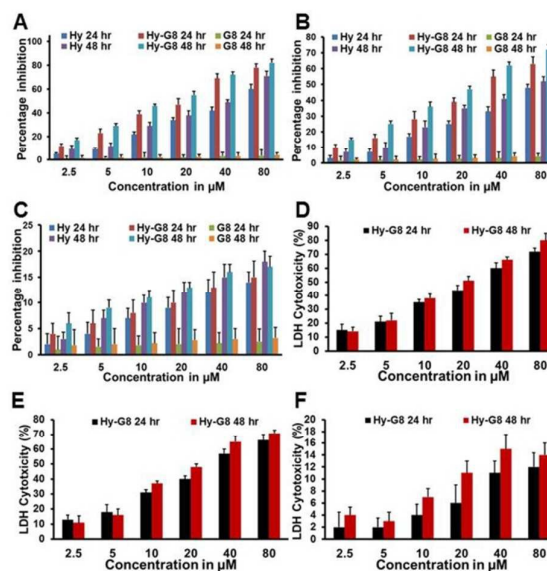 A
Hy 24 hr Hy-G8 24 hr G8 24 hr
Hy 48 hr Hy-G8 48 hr G8 48 hr
Percentage inhibition
100
80
60
40
20
0
2.5 5 10 20 40 80
Concentration in µM
B
Hy 24 hr Hy-G8 24 hr G8 24 hr
Hy 48 hr Hy-G8 48 hr G8 48 hr
Percentage inhibition
80
70
60
50
40
30
20
10
0
2.5 5 10 20 40 80
Concentration in µM
C
Hy 24 hr Hy-G8 24 hr G8 24 hr
Hy 48 hr Hy-G8 48 hr G8 48 hr
Percentage inhibition
25
20
15
10
5
0
2.5 5 10 20 40 80
Concentration in µM
D
Hy-G8 24 hr Hy-G8 48 hr
LDH Cytotoxicity (%)
90
80
70
60
50
40
30
20
10
0
2.5 5 10 20 40 80
Concentration in µM
E
Hy-G8 24 hr Hy-G8 48 hr
LDH Cytotxicity (%)
80
70
60
50
40
30
20
10
0
2.5 5 10 20 40 80
Concentration in µM
F
Hy-G8 24 hr Hy-G8 48 hr
LDH Cytotoxicity (%)
20
18
16
14
12
10
8
6
4
2
0
2.5 5 10 20 40 80
Concentration in µM